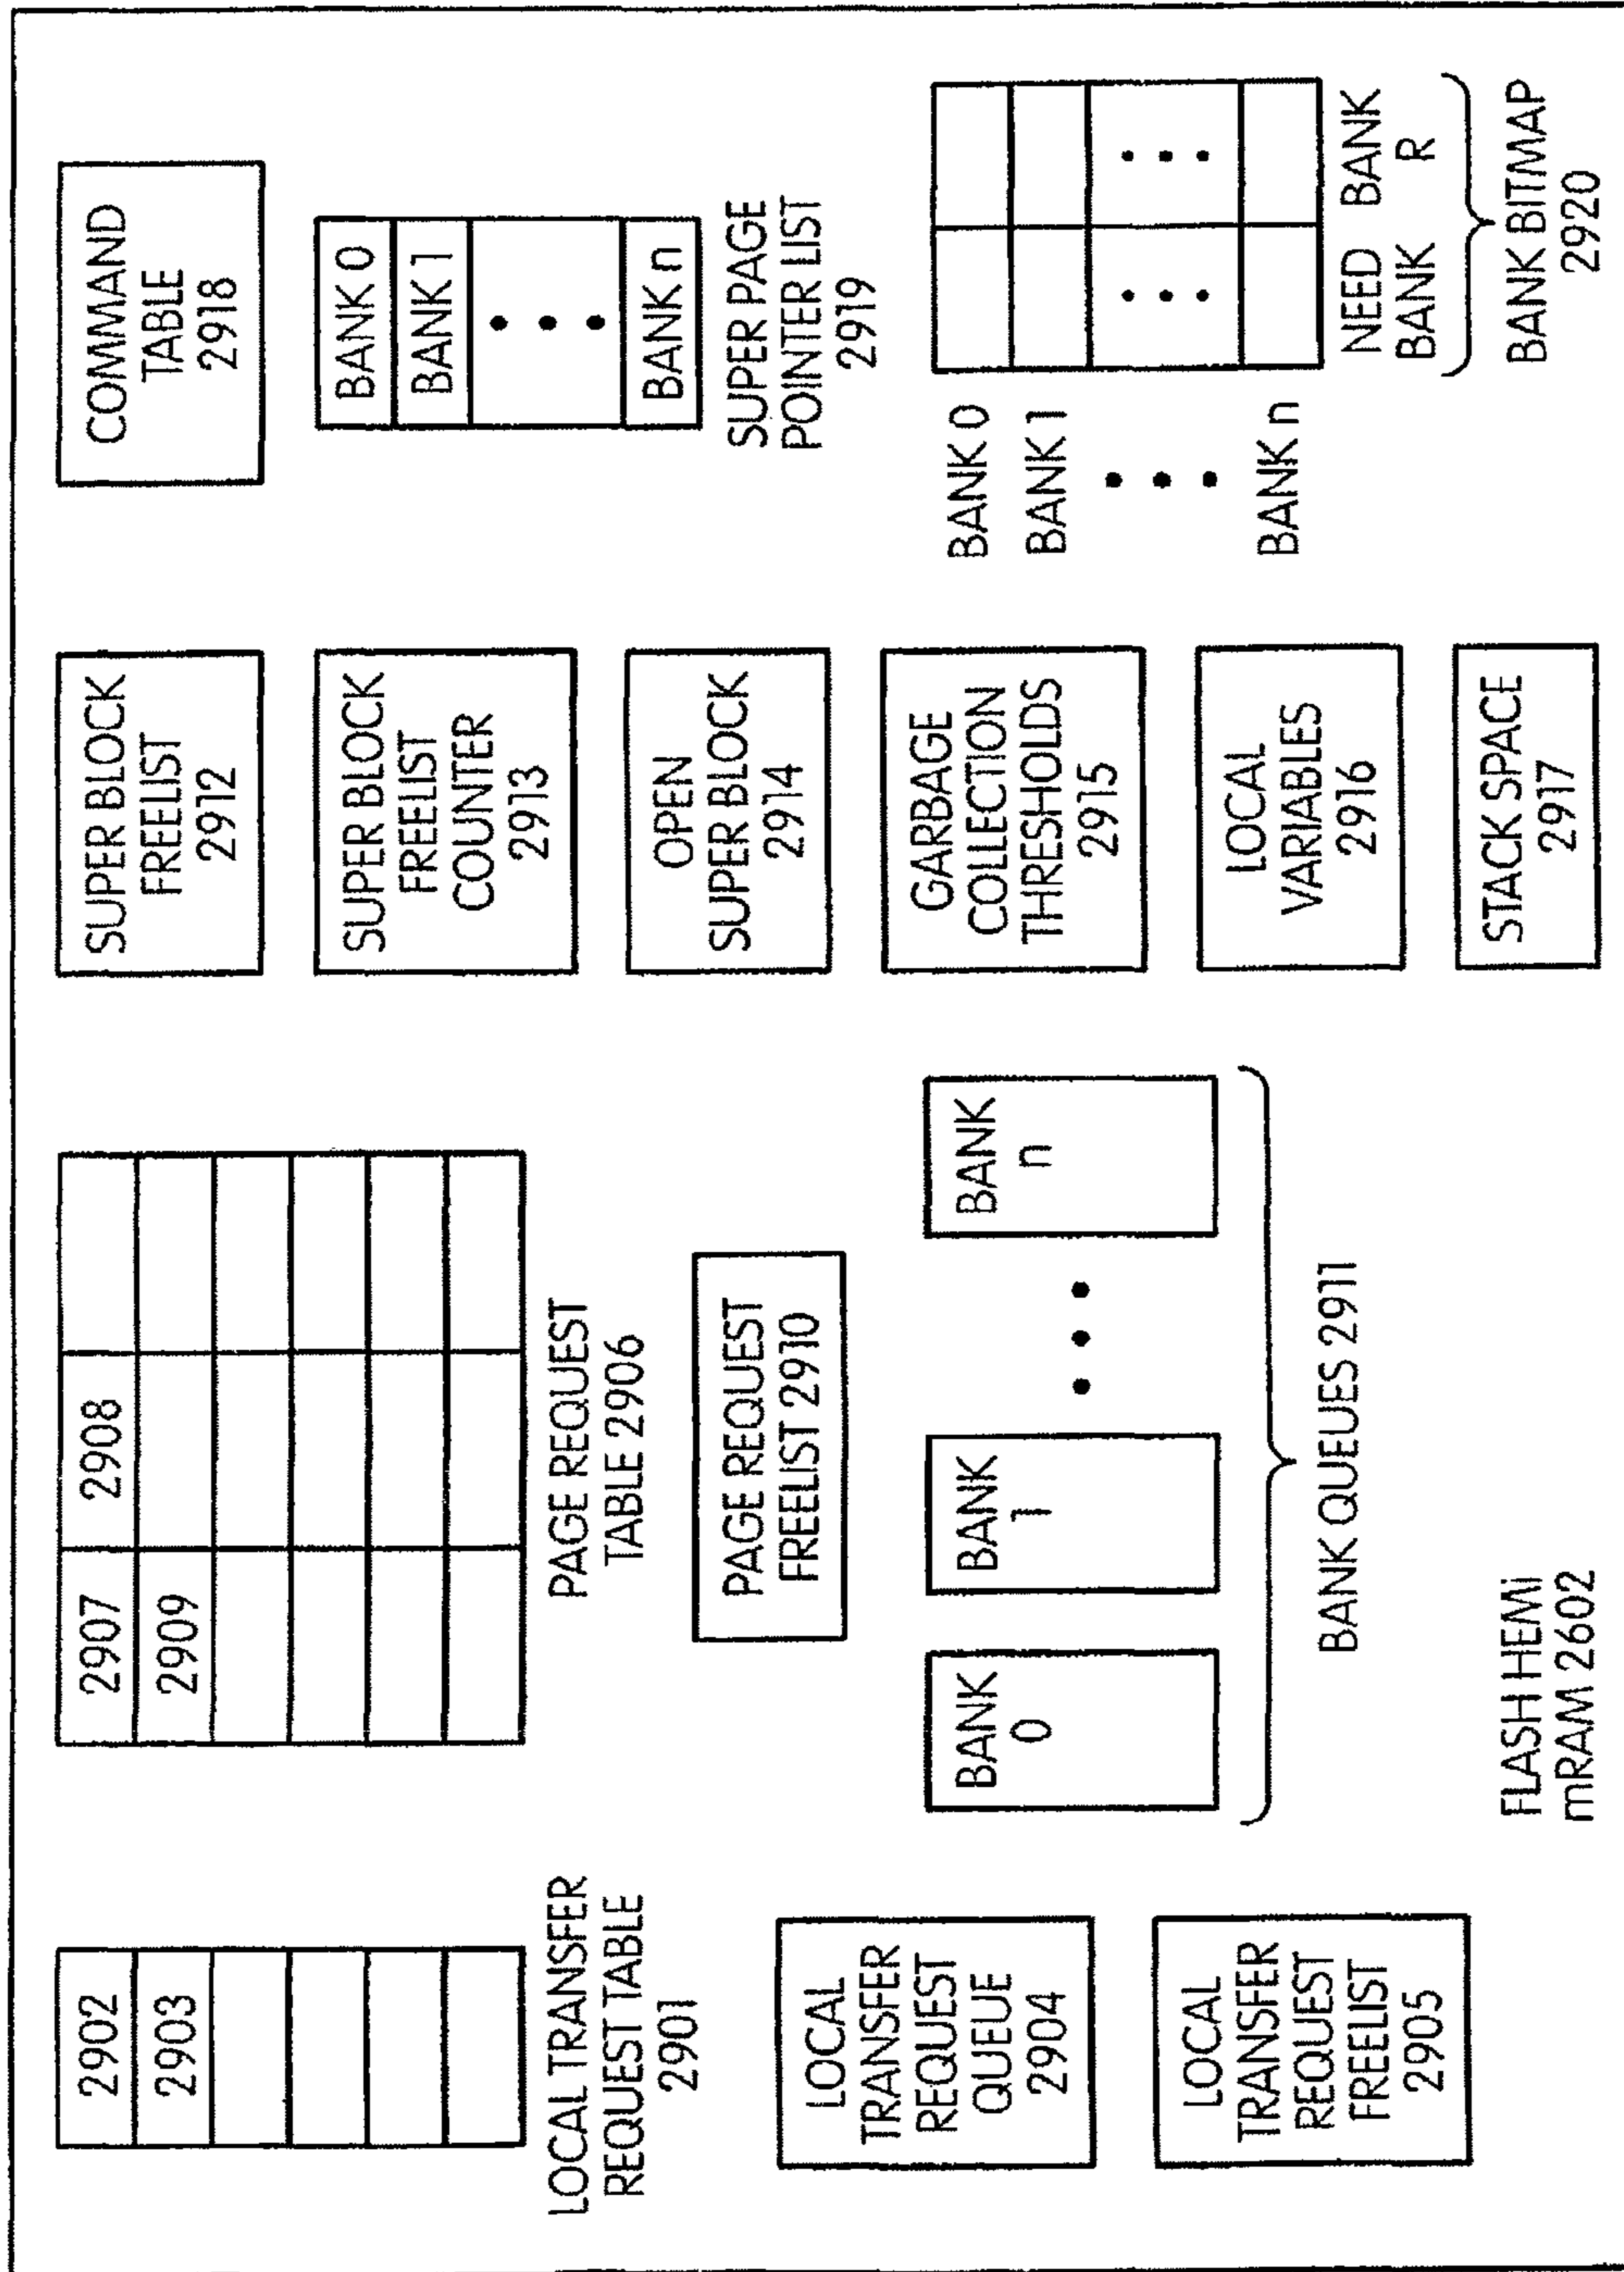 2902
2903
LOCAL TRANSFER
REQUEST TABLE
2901
LOCAL
TRANSFER
REQUEST
QUEUE
2904
LOCAL
TRANSFER
REQUEST
FREELIST
2905
2907 2908
2909
PAGE REQUEST
TABLE 2906
PAGE REQUEST
FREELIST 2910
BANK
0
BANK
1
BANK
n
BANK QUEUES 2911
FLASH HEMi
mRAM 2602
SUPER BLOCK
FREELIST
2912
SUPER BLOCK
FREELIST
COUNTER
2913
OPEN
SUPER BLOCK
2914
GARBAGE
COLLECTION
THRESHOLDS
2915
LOCAL
VARIABLES
2916
STACK SPACE
2917
COMMAND
TABLE
2918
BANK 0
BANK 1
BANK n
SUPER PAGE
POINTER LIST
2919
BANK 0
BANK 1
BANK n
NEED BANK
BANK R
BANK BITMAP
2920